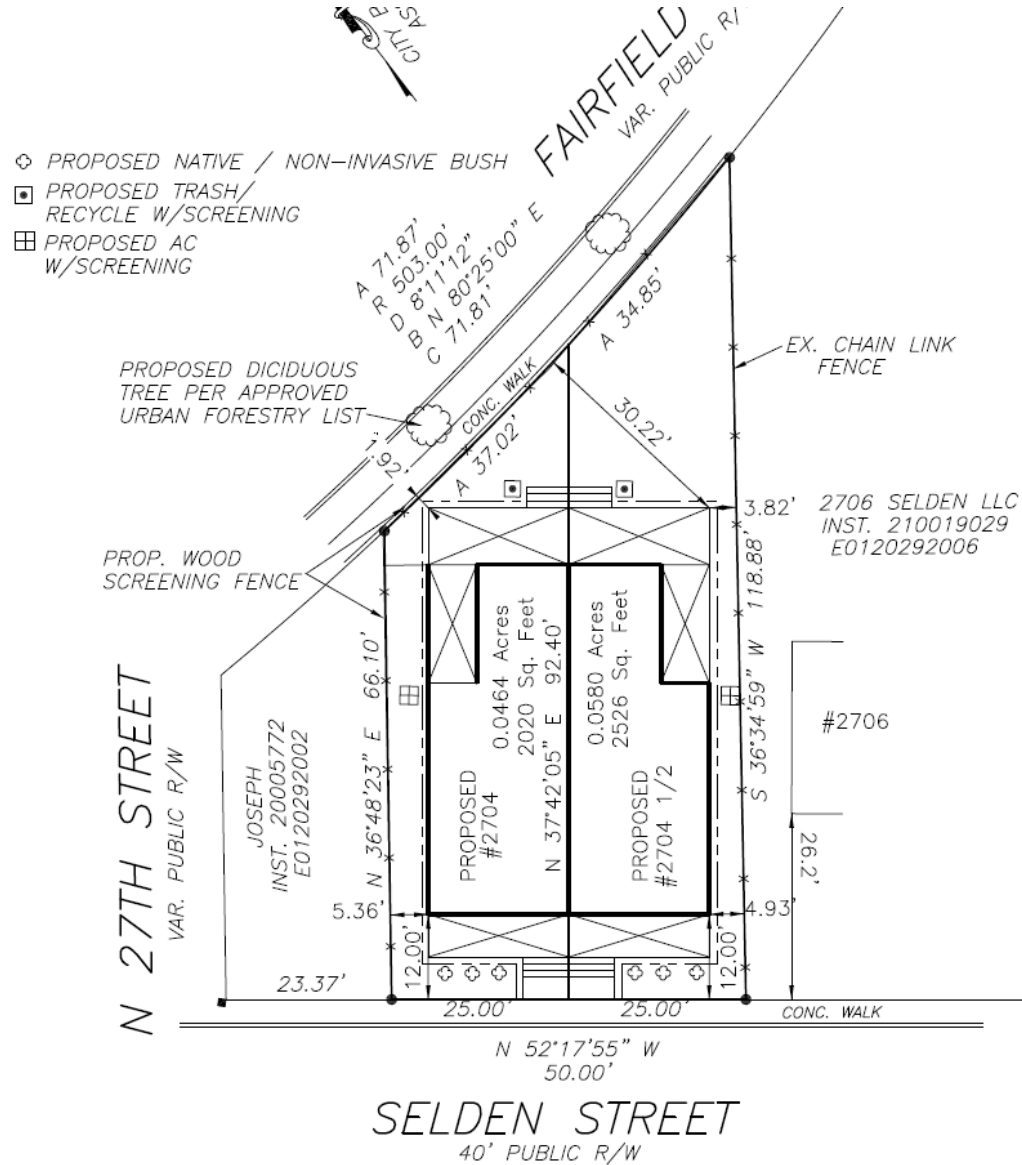 CITY B
AS
FAIRFIELD
VAR. PUBLIC R/
PROPOSED NATIVE / NON-INVASIVE BUSH
PROPOSED TRASH/
RECYCLE W/SCREENING
PROPOSED AC
W/SCREENING
A 71.87'
R 503.00'
D 8°11'12"
B N 80°25'00" E
C 71.81'
A 34.85'
EX. CHAIN LINK
FENCE
PROPOSED DICIDUOUS
TREE PER APPROVED
URBAN FORESTRY LIST
CONC. WALK
30.22'
1.92'
A 37.02'
3.82'
2706 SELDEN LLC
INST. 210019029
E0120292006
PROP. WOOD
SCREENING FENCE
118.88'
S 36°34'59" W
66.10'
N 36°48'23" E
0.0464 Acres
2020 Sq. Feet
N 37°42'05" E 92.40'
0.0580 Acres
2526 Sq. Feet
#2706
N 27TH STREET
VAR. PUBLIC R/W
JOSEPH
INST. 20005772
E0120292002
PROPOSED
#2704
PROPOSED
#2704 1/2
26.2'
5.36'
4.93'
12.00'
12.00'
23.37'
25.00'
25.00'
CONC. WALK
N 52°17'55" W
50.00'
SELDEN STREET
40' PUBLIC R/W